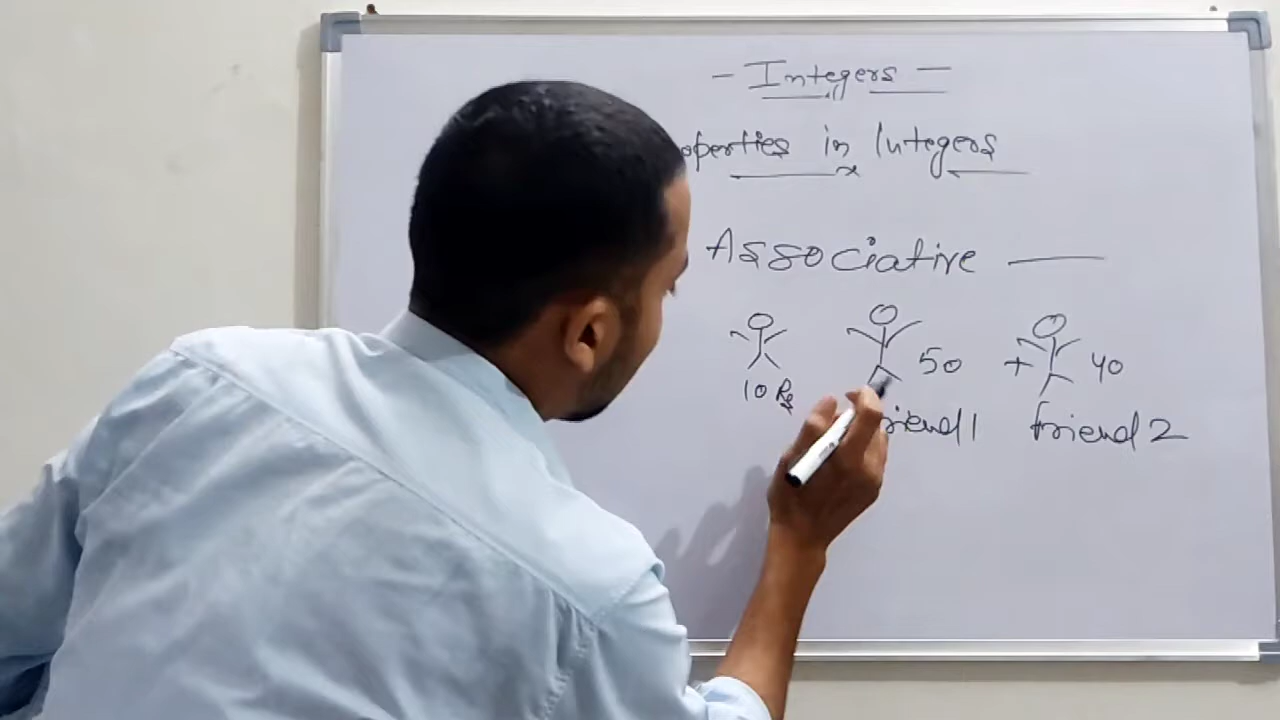 - Integers -
operties in Integers
Associative
50 + 40
10 Rs
riend 1 friend 2